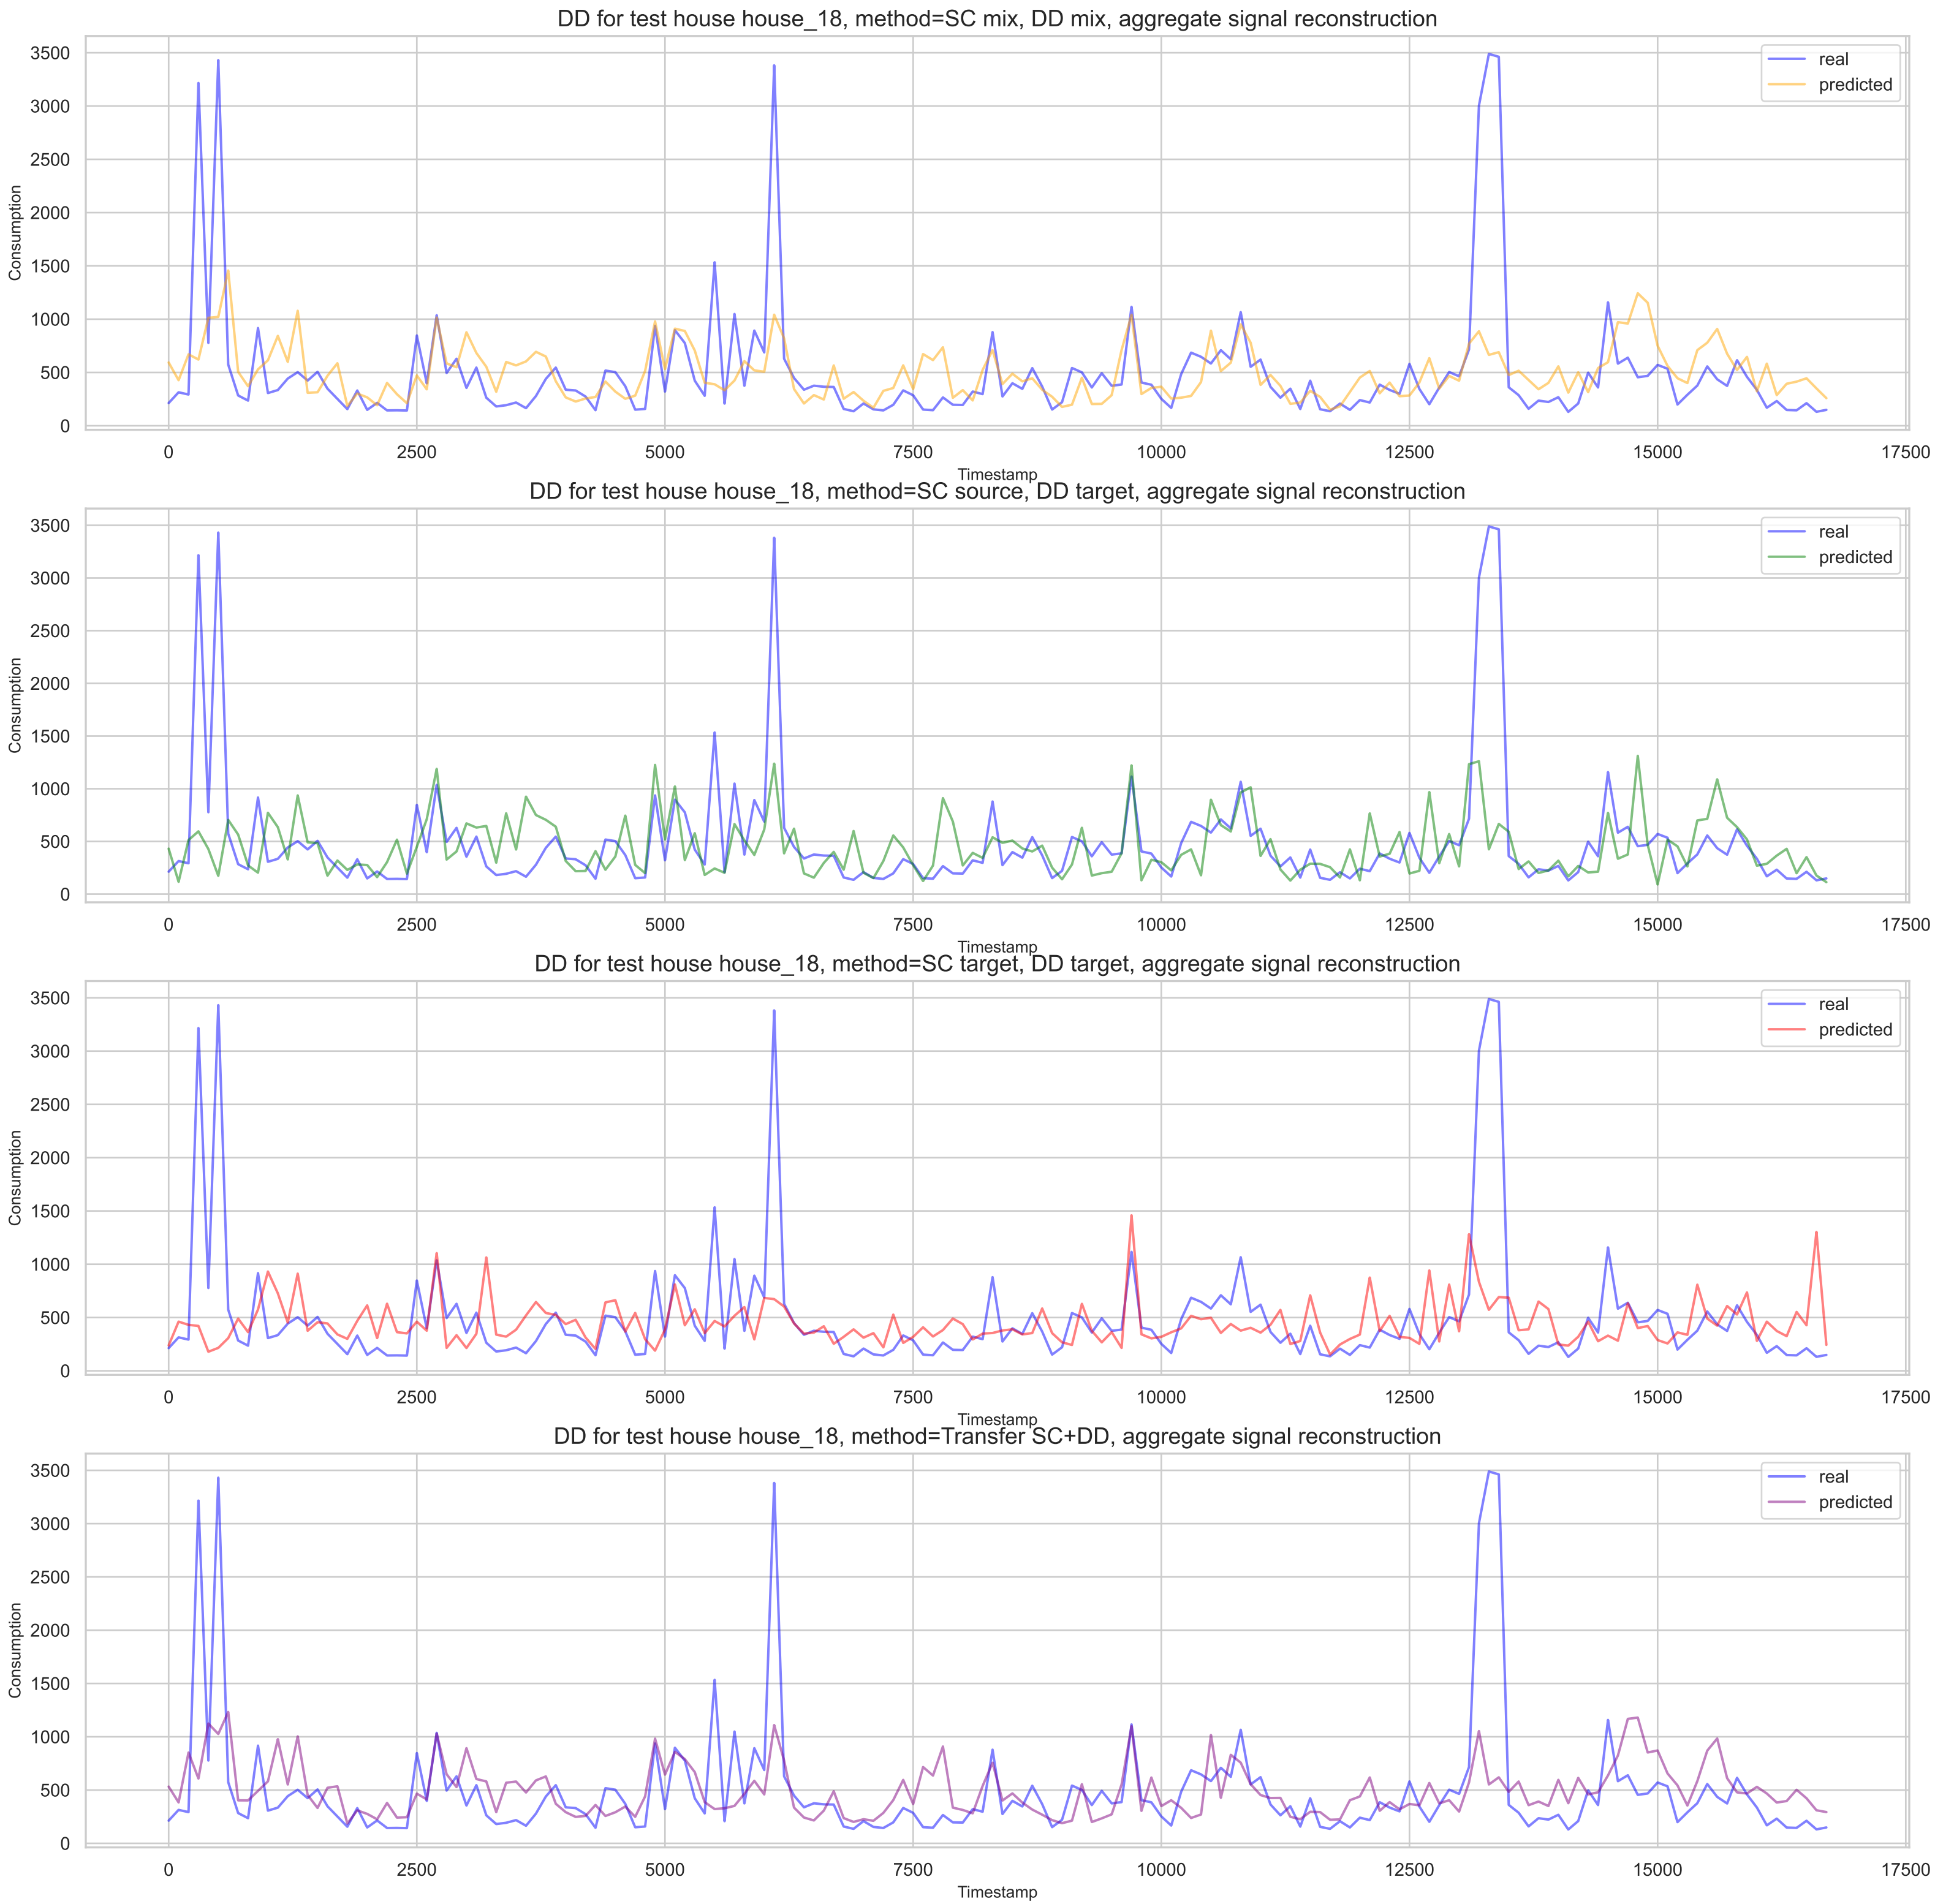 DD for test house house_18, method=SC mix, DD mix, aggregate signal reconstruction
3500
3000
2500
2000
1500
1000
500
0
Consumption
real
predicted
0 2500 5000 7500 10000 12500 15000 17500
Timestamp
DD for test house house_18, method=SC source, DD target, aggregate signal reconstruction
3500
3000
2500
2000
1500
1000
500
0
Consumption
real
predicted
0 2500 5000 7500 10000 12500 15000 17500
Timestamp
DD for test house house_18, method=SC target, DD target, aggregate signal reconstruction
3500
3000
2500
2000
1500
1000
500
0
Consumption
real
predicted
0 2500 5000 7500 10000 12500 15000 17500
Timestamp
DD for test house house_18, method=Transfer SC+DD, aggregate signal reconstruction
3500
3000
2500
2000
1500
1000
500
0
Consumption
real
predicted
0 2500 5000 7500 10000 12500 15000 17500
Timestamp